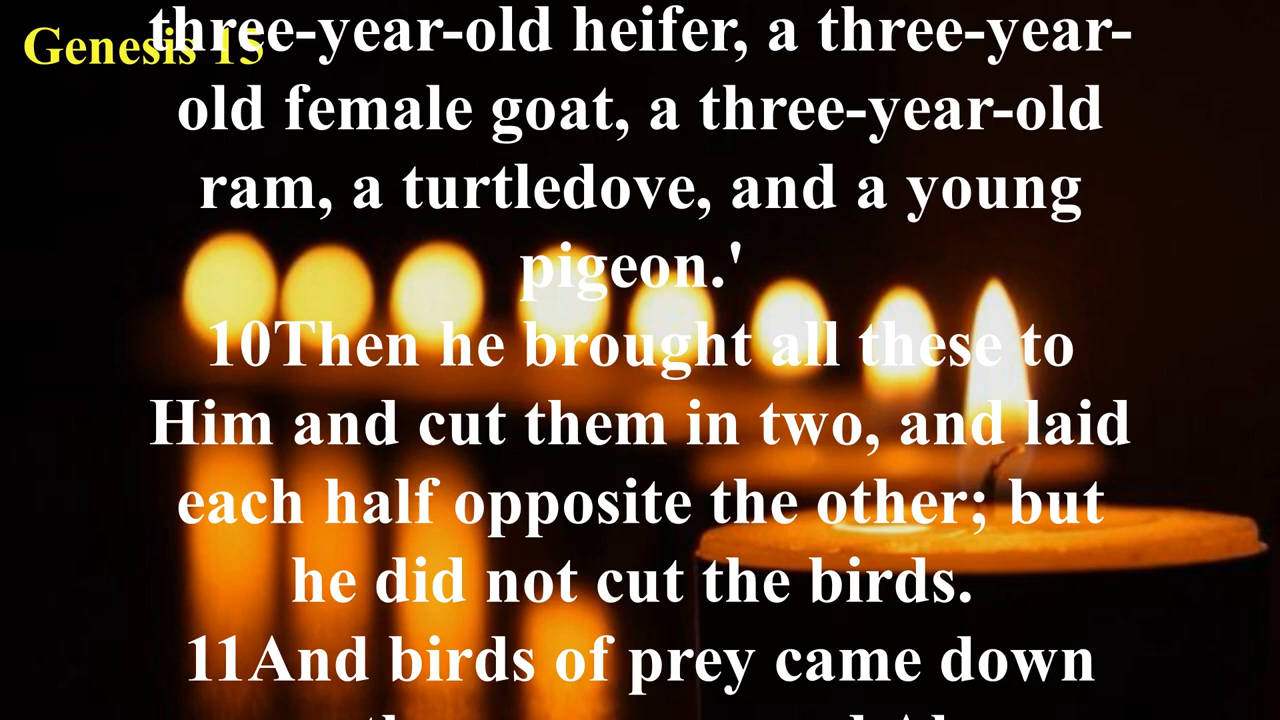 Genesis 15
three-year-old heifer, a three-year-
old female goat, a three-year-old
ram, a turtledove, and a young
pigeon.'
10Then he brought all these to
Him and cut them in two, and laid
each half opposite the other; but
he did not cut the birds.
11And birds of prey came down